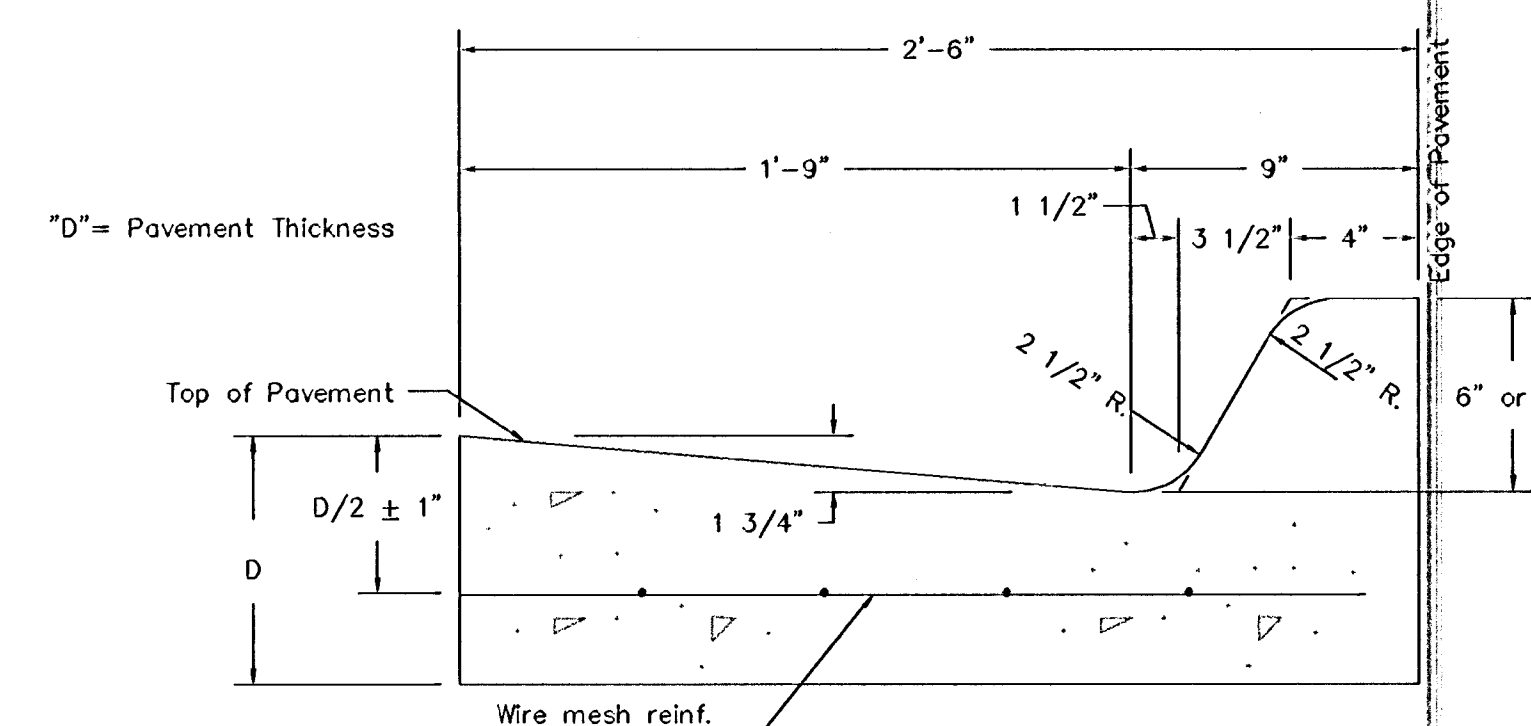 2'-6"
Edge of Pavement
1'-9"
9"
1 1/2"
3 1/2"
4"
"D"= Pavement Thickness
2 1/2" R.
2 1/2" R.
Top of Pavement
6" or
D/2 ± 1"
1 3/4"
D
Wire mesh reinf.